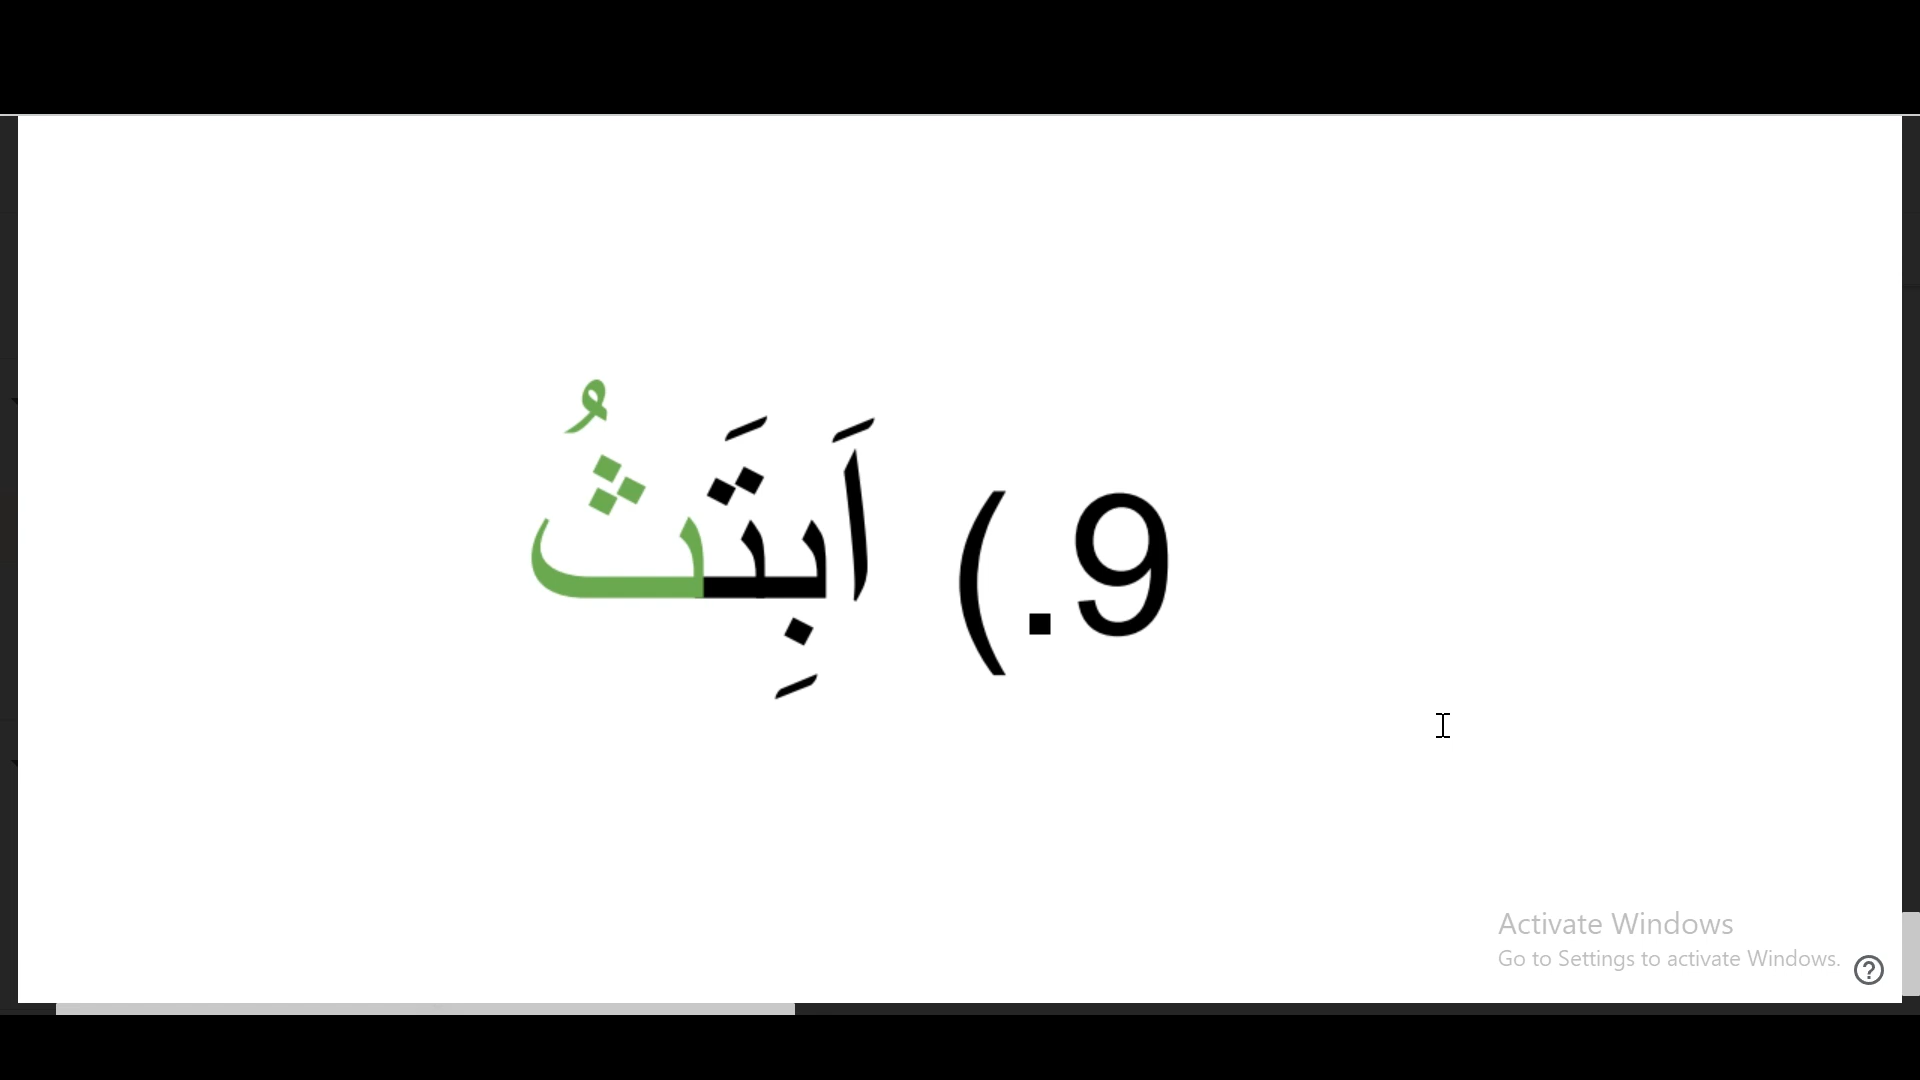 9.) اَبِتَثُ
Activate Windows
Go to Settings to activate Windows.